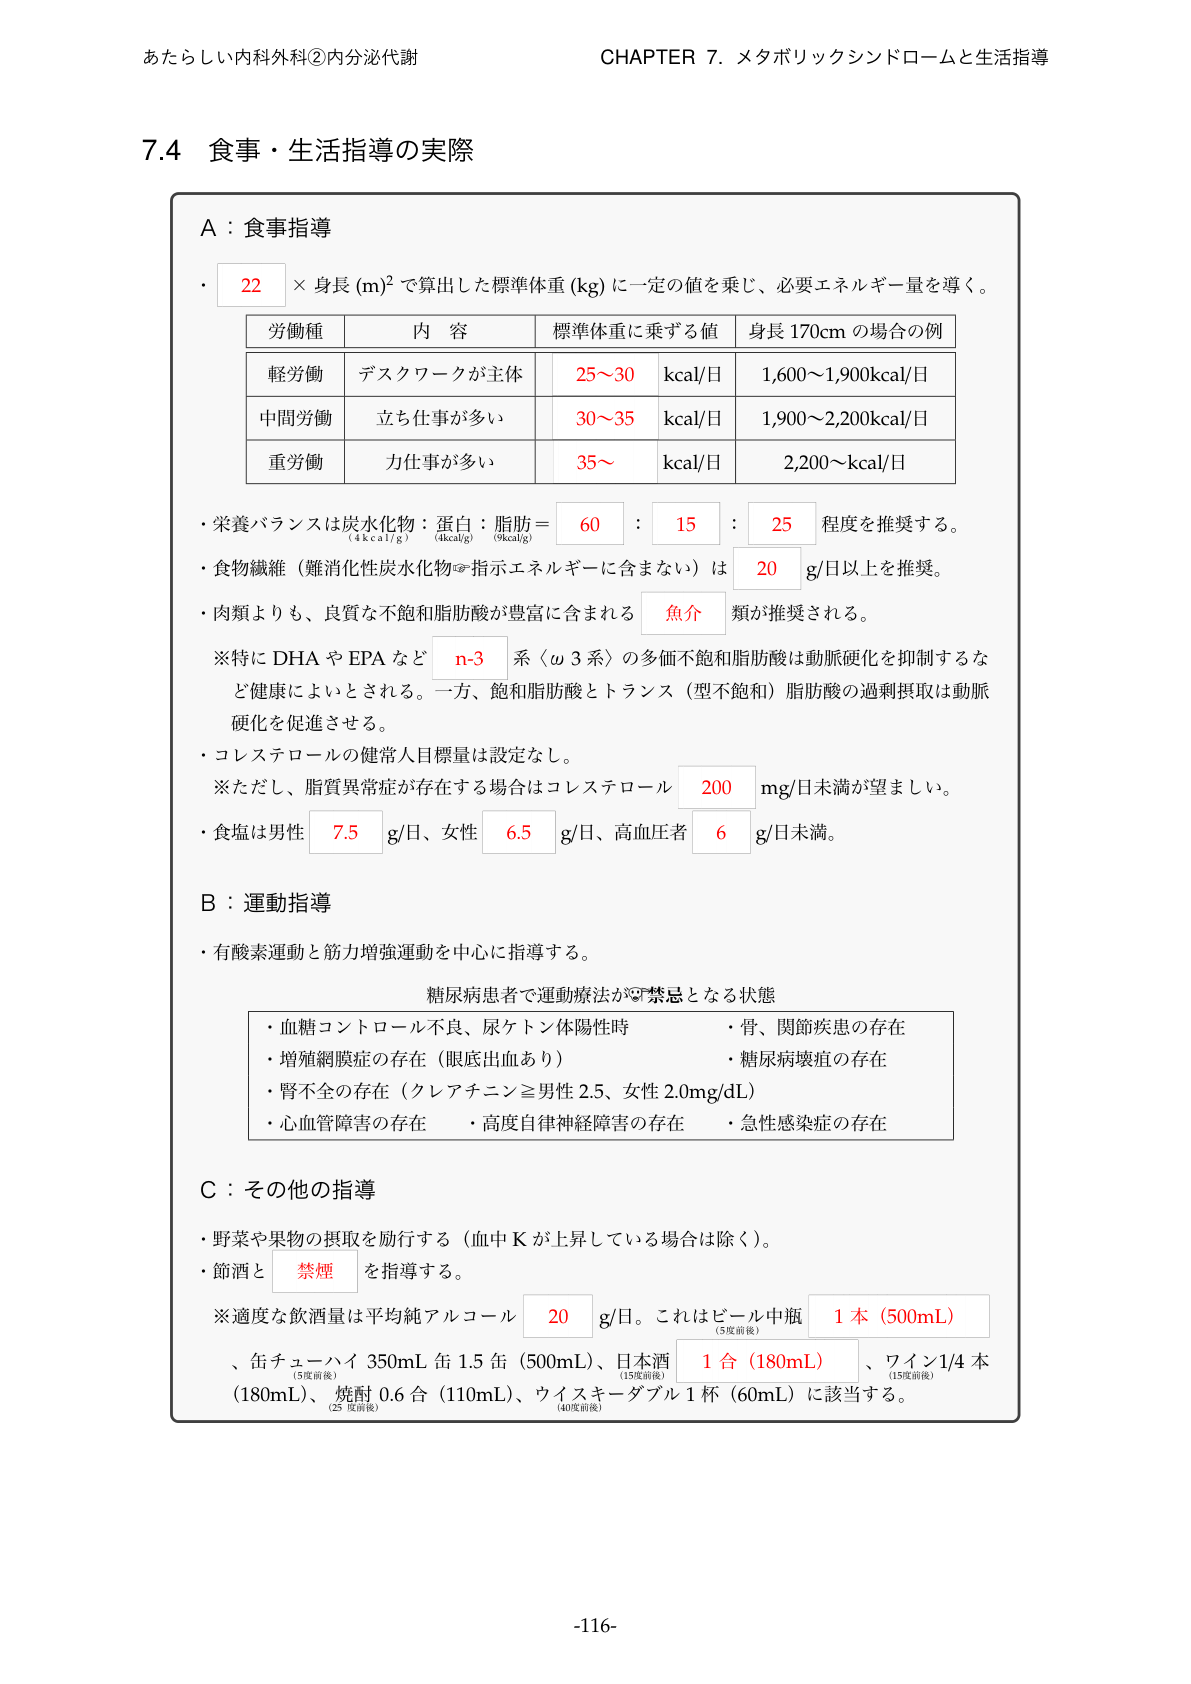 あたらしい内科外科②内分泌代謝 CHAPTER 7. メタボリックシンドロームと生活指導
7.4 食事・生活指導の実際
A：食事指導
・ 22 × 身長 (m)² で算出した標準体重 (kg) に一定の値を乗じ、必要エネルギー量を導く。
労働種 内 容 標準体重に乗ずる値 身長 170cm の場合の例
軽労働 デスクワークが主体 25〜30 kcal/日 1,600〜1,900kcal/日
中間労働 立ち仕事が多い 30〜35 kcal/日 1,900〜2,200kcal/日
重労働 力仕事が多い 35〜 kcal/日 2,200〜kcal/日
・栄養バランスは炭水化物：蛋白：脂肪＝ 60 ： 15 ： 25 程度を推奨する。
(4kcal/g) (4kcal/g) (9kcal/g)
・食物繊維（難消化性炭水化物☞指示エネルギーに含まない）は 20 g/日以上を推奨。
・肉類よりも、良質な不飽和脂肪酸が豊富に含まれる 魚介 類が推奨される。
※特に DHA や EPA など n-3 系〈ω 3 系〉の多価不飽和脂肪酸は動脈硬化を抑制するな
ど健康によいとされる。一方、飽和脂肪酸とトランス（型不飽和）脂肪酸の過剰摂取は動脈
硬化を促進させる。
・コレステロールの健常人目標量は設定なし。
※ただし、脂質異常症が存在する場合はコレステロール 200 mg/日未満が望ましい。
・食塩は男性 7.5 g/日、女性 6.5 g/日、高血圧者 6 g/日未満。
B：運動指導
・有酸素運動と筋力増強運動を中心に指導する。
糖尿病患者で運動療法が禁忌となる状態
・血糖コントロール不良、尿ケトン体陽性時 ・骨、関節疾患の存在
・増殖網膜症の存在（眼底出血あり） ・糖尿病壊疽の存在
・腎不全の存在（クレアチニン≧男性 2.5、女性 2.0mg/dL）
・心血管障害の存在 ・高度自律神経障害の存在 ・急性感染症の存在
C：その他の指導
・野菜や果物の摂取を励行する（血中 K が上昇している場合は除く）。
・節酒と 禁煙 を指導する。
※適度な飲酒量は平均純アルコール 20 g/日。これはビール中瓶 1 本（500mL）
(5度前後)
、缶チューハイ 350mL 缶 1.5 缶（500mL）、日本酒 1 合（180mL） 、ワイン1/4 本
(5度前後) (15度前後) (15度前後)
（180mL）、焼酎 0.6 合（110mL）、ウイスキーダブル 1 杯（60mL）に該当する。
(25 度前後) (40度前後)
-116-